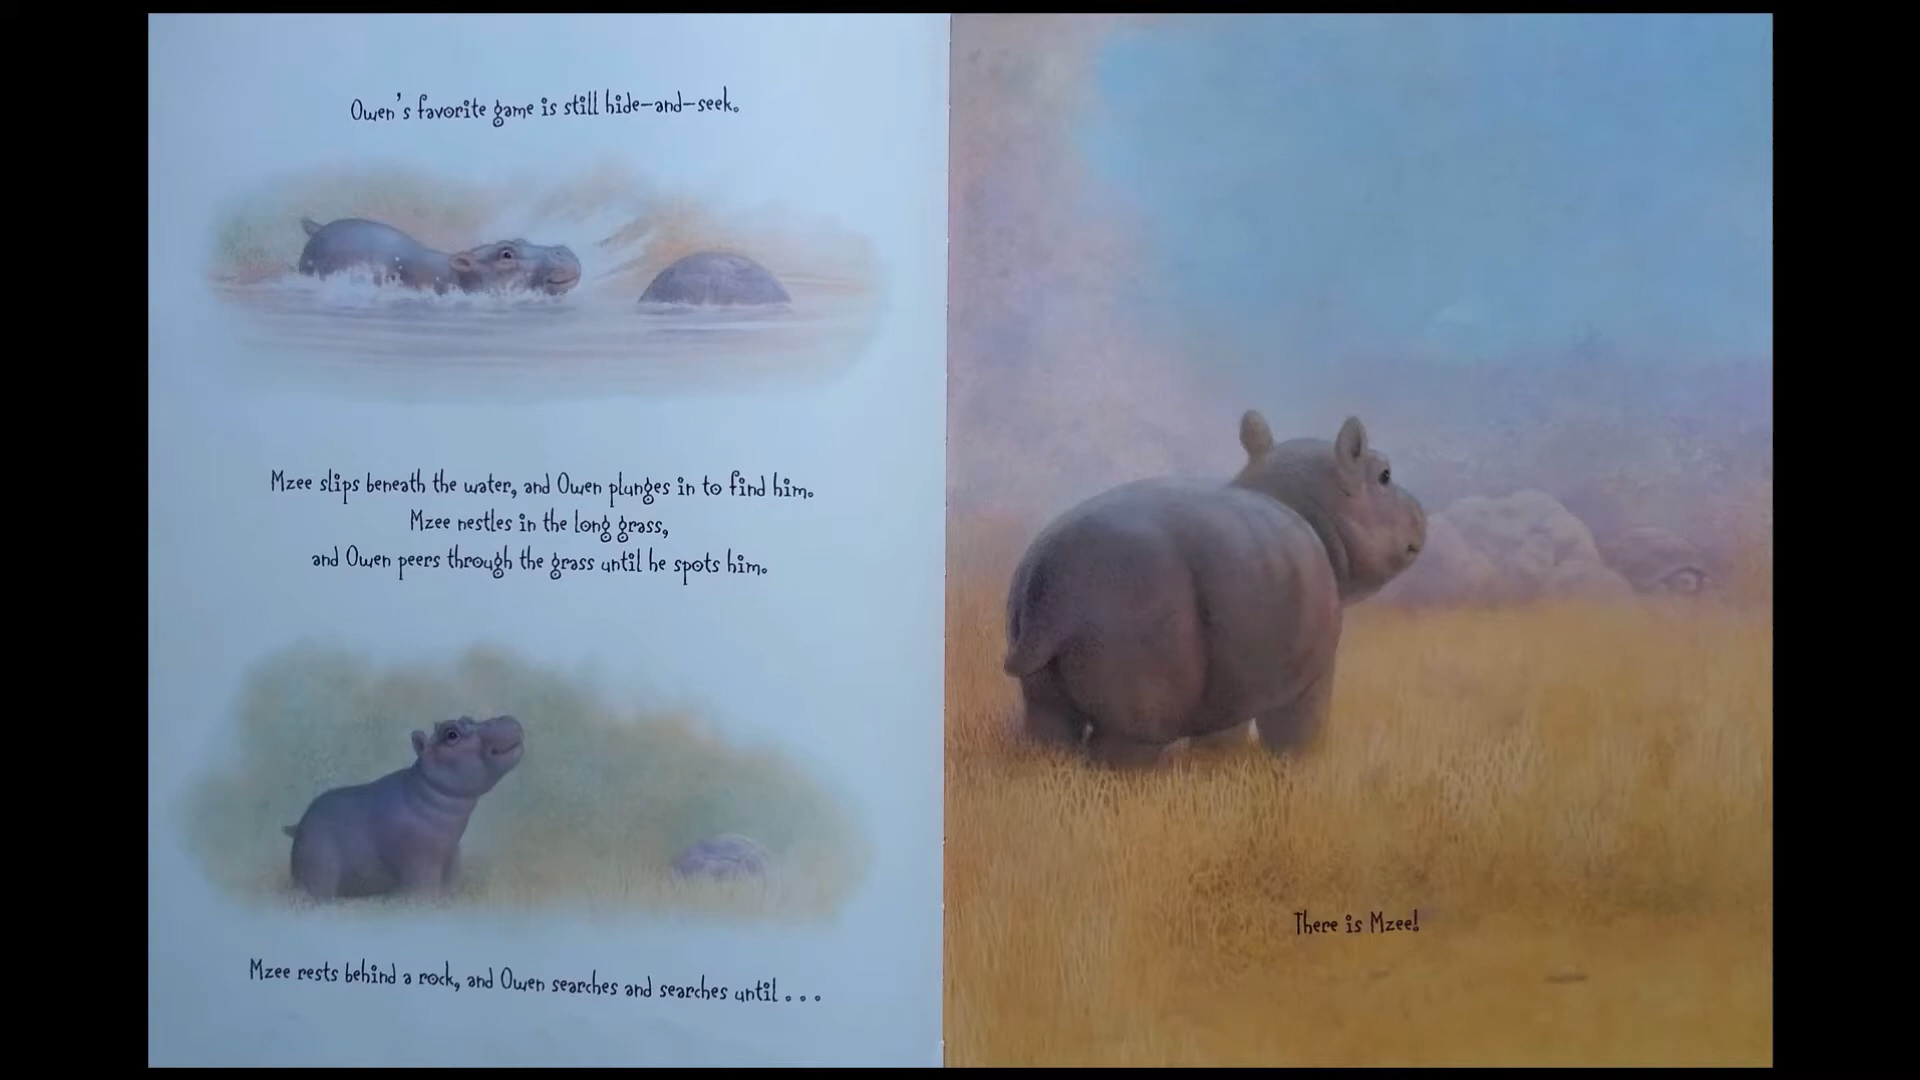 Owen's favorite game is still hide-and-seek.
Mzee slips beneath the water, and Owen plunges in to find him.
Mzee nestles in the long grass,
and Owen peers through the grass until he spots him.
Mzee rests behind a rock, and Owen searches and searches until . . .
There is Mzee!